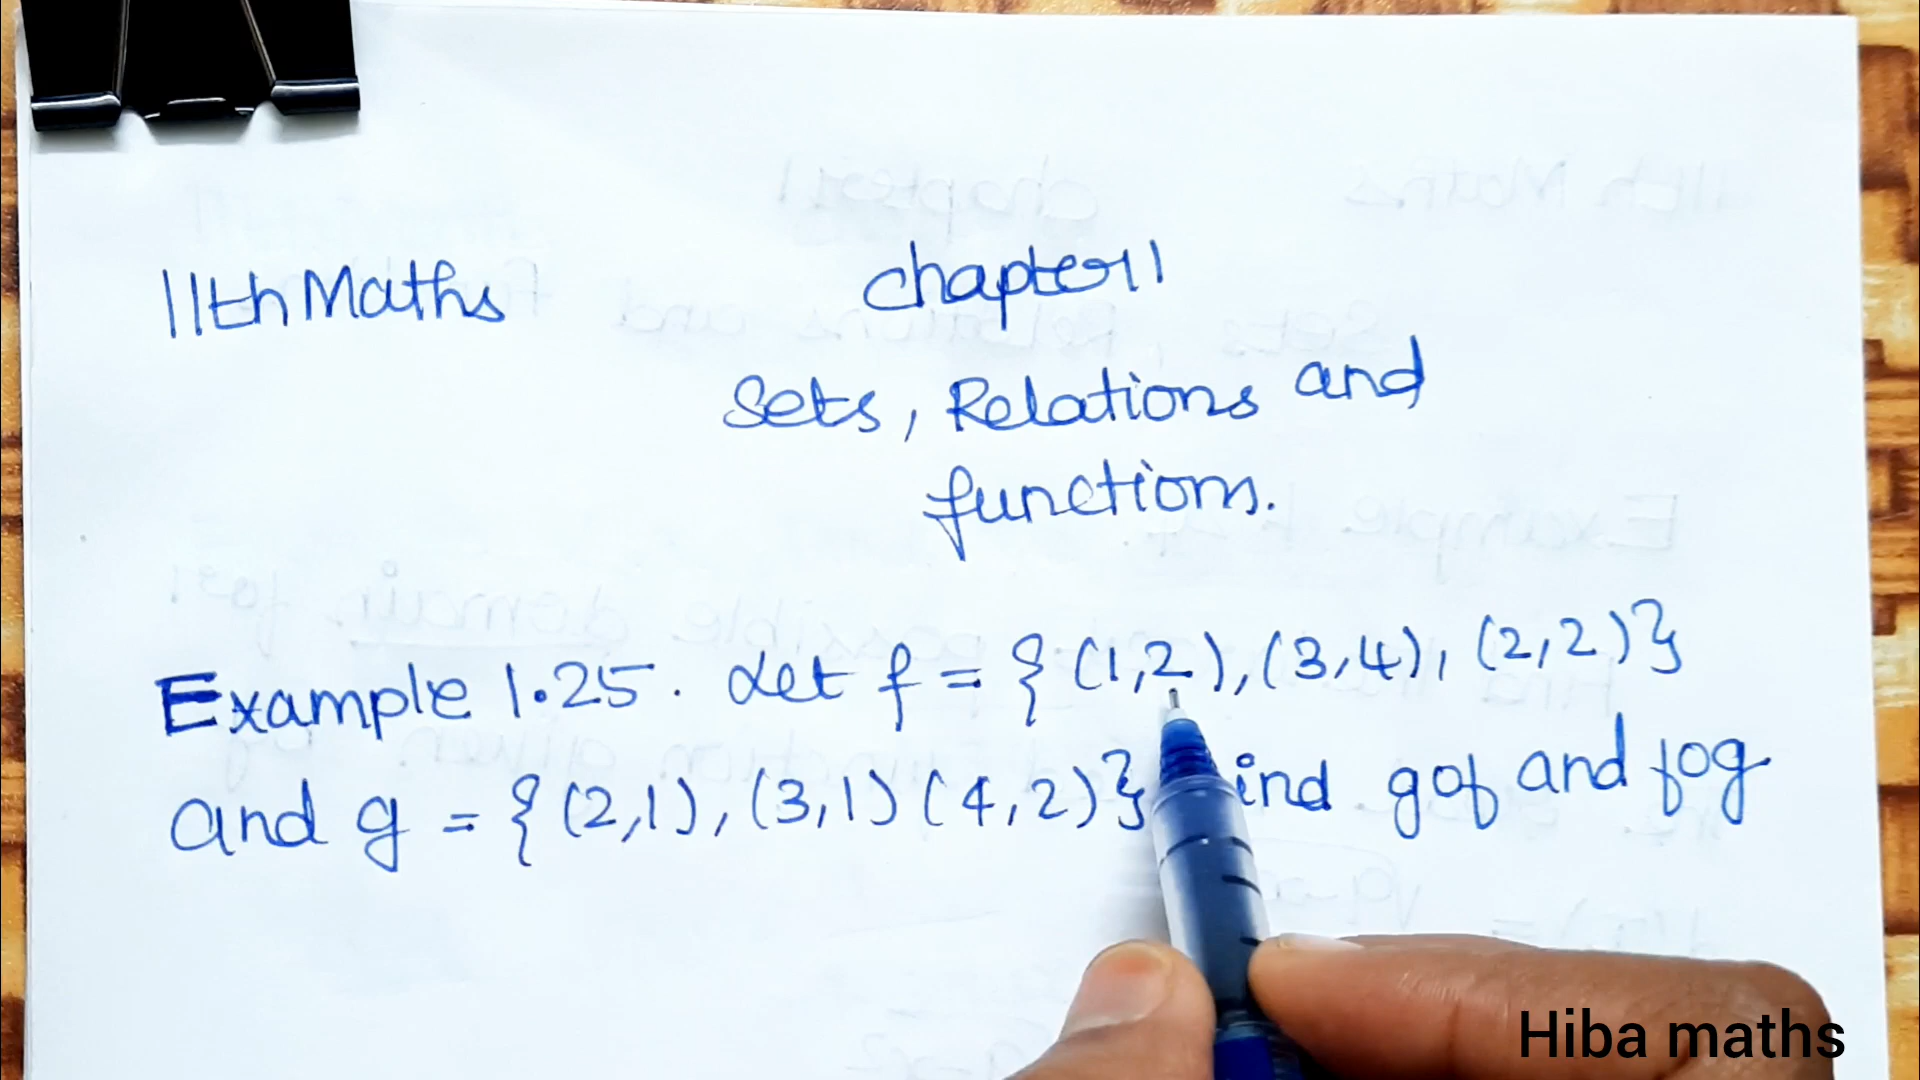 11th Maths
chapter 1
Sets, Relations and
functions.
Example 1.25. Let f = {(1,2),(3,4),(2,2)}
and g = {(2,1),(3,1)(4,2)} ind gof and fog
Hiba maths